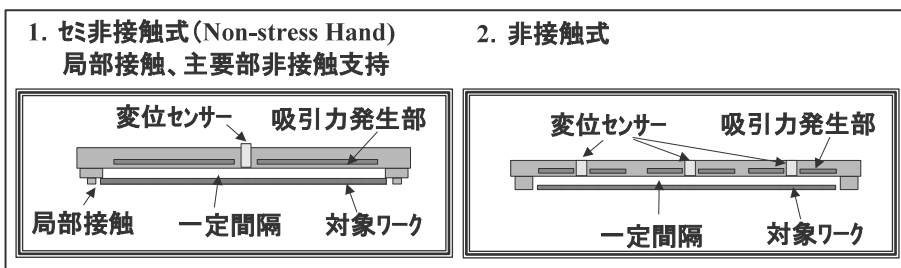 1. セミ非接触式(Non-stress Hand)
局部接触、主要部非接触支持
変位センサー
吸引力発生部
局部接触
一定間隔
対象ワーク
2. 非接触式
変位センサー
吸引力発生部
一定間隔
対象ワーク